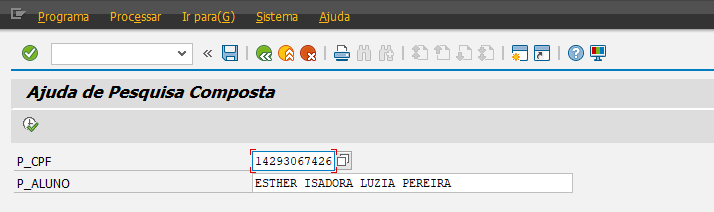 Programa Processar Ir para(G) Sistema Ajuda
Ajuda de Pesquisa Composta
P_CPF 14293067426
P_ALUNO ESTHER ISADORA LUZIA PEREIRA